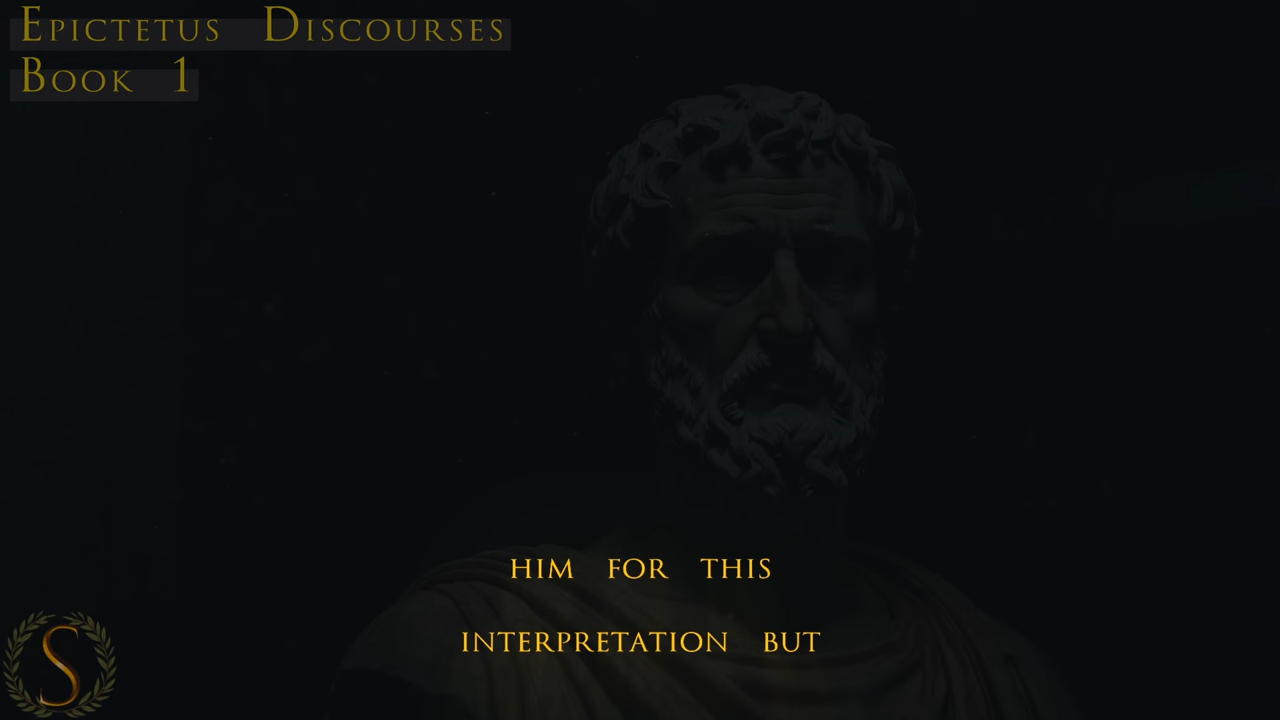 Epictetus Discourses
Book 1
HIM FOR THIS
INTERPRETATION BUT
S